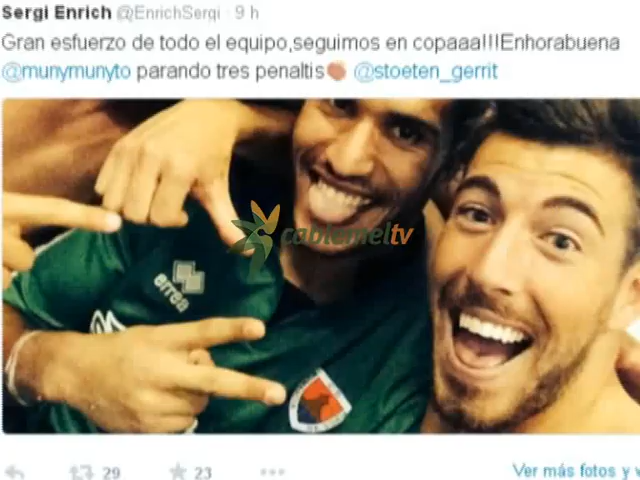 Sergi Enrich @EnrichSergi · 9 h
Gran esfuerzo de todo el equipo,seguimos en copaaa!!!Enhorabuena
@munymunyto parando tres penaltis👏 @stoeten_gerrit
cablemeltv
errea
29 23 •••
Ver más fotos y v